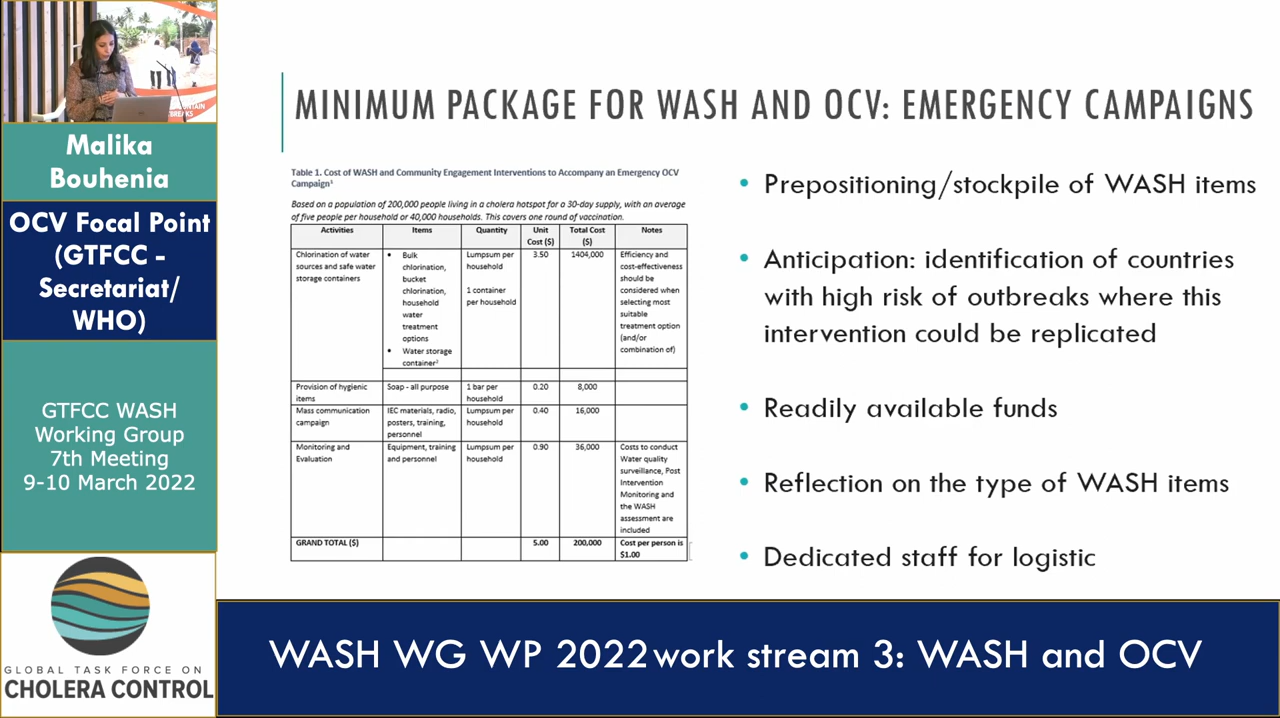 NTAIN
BREAKS
Malika
Bouhenia
OCV Focal Point
(GTFCC -
Secretariat/
WHO)
GTFCC WASH
Working Group
7th Meeting
9-10 March 2022
GLOBAL TASK FORCE ON
CHOLERA CONTROL
MINIMUM PACKAGE FOR WASH AND OCV: EMERGENCY CAMPAIGNS
Table 1. Cost of WASH and Community Engagement Interventions to Accompany an Emergency OCV
Campaign¹
Based on a population of 200,000 people living in a cholera hotspot for a 30-day supply, with an average
of five people per household or 40,000 households. This covers one round of vaccination.
Activities Items Quantity Unit Cost ($) Total Cost ($) Notes
Chlorination of water sources and safe water storage containers
• Bulk chlorination, bucket chlorination, household water treatment options
• Water storage container²
Lumpsum per household
1 container per household
3.50
1404,000
Efficiency and cost-effectiveness should be considered when selecting most suitable treatment option (and/or combination of)
Provision of hygienic items Soap - all purpose 1 bar per household 0.20 8,000
Mass communication campaign IEC materials, radio, posters, training, personnel Lumpsum per household 0.40 16,000
Monitoring and Evaluation Equipment, training and personnel Lumpsum per household 0.90 36,000 Costs to conduct Water quality surveillance, Post Intervention Monitoring and the WASH assessment are included
GRAND TOTAL ($) 5.00 200,000 Cost per person is $1.00
• Prepositioning/stockpile of WASH items
• Anticipation: identification of countries
with high risk of outbreaks where this
intervention could be replicated
• Readily available funds
• Reflection on the type of WASH items
• Dedicated staff for logistic
WASH WG WP 2022 work stream 3: WASH and OCV